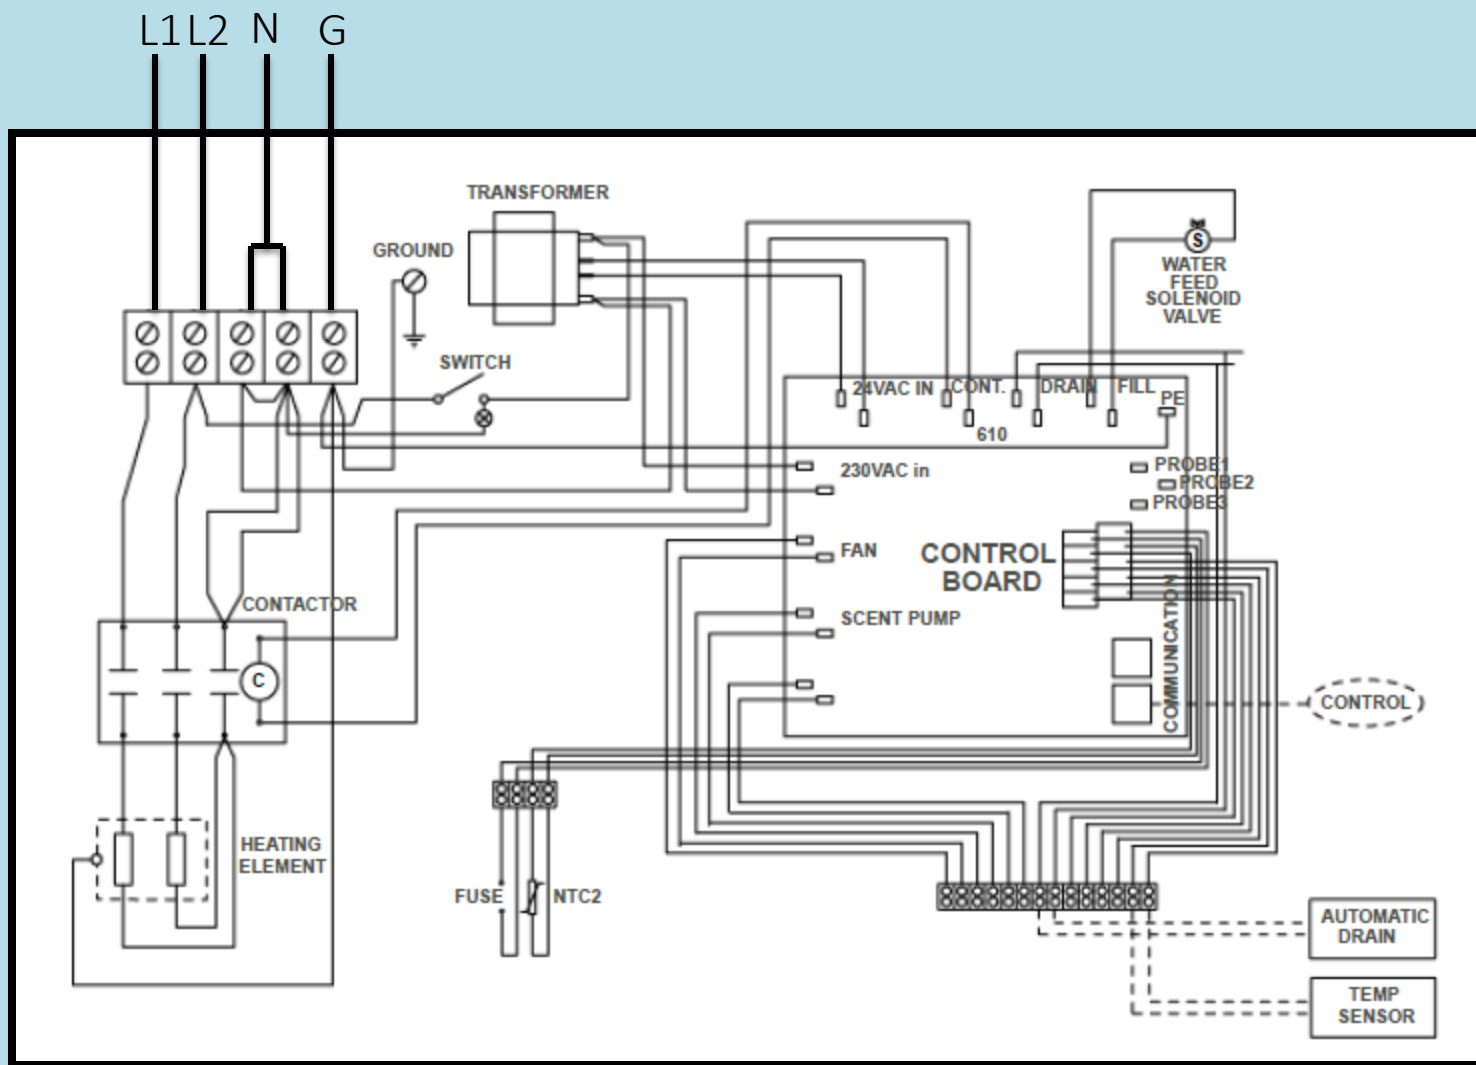 L1 L2 N G
TRANSFORMER
GROUND
SWITCH
S
WATER
FEED
SOLENOID
VALVE
24VAC IN CONT. DRAIN FILL
PE
610
230VAC in
PROBE1
PROBE2
PROBE3
FAN
CONTROL
BOARD
SCENT PUMP
COMMUNICATION
CONTROL
CONTACTOR
C
HEATING
ELEMENT
FUSE
NTC2
AUTOMATIC
DRAIN
TEMP
SENSOR